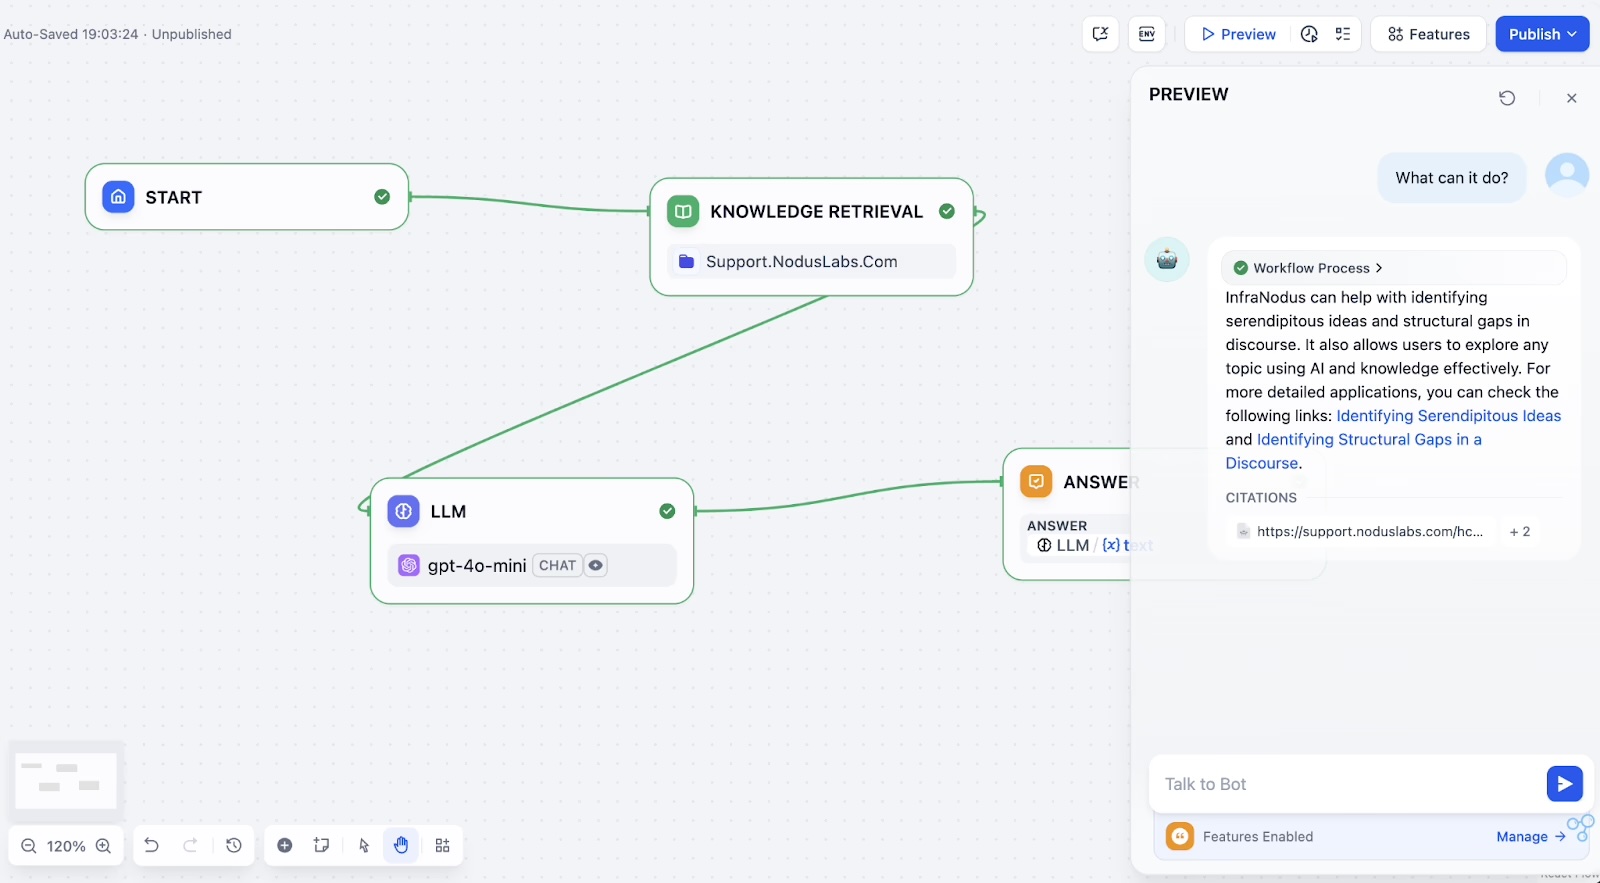 Auto-Saved 19:03:24 · Unpublished
ENV
Preview
Features
Publish
PREVIEW
What can it do?
START
KNOWLEDGE RETRIEVAL
Support.NodusLabs.Com
Workflow Process
InfraNodus can help with identifying
serendipitous ideas and structural gaps in
discourse. It also allows users to explore any
topic using AI and knowledge effectively. For
more detailed applications, you can check the
following links: Identifying Serendipitous Ideas
and Identifying Structural Gaps in a
Discourse.
CITATIONS
https://support.noduslabs.com/hc...
+ 2
LLM
gpt-4o-mini CHAT
ANSWER
ANSWER
LLM / {x} text
Talk to Bot
Features Enabled
Manage
120%
React Flow